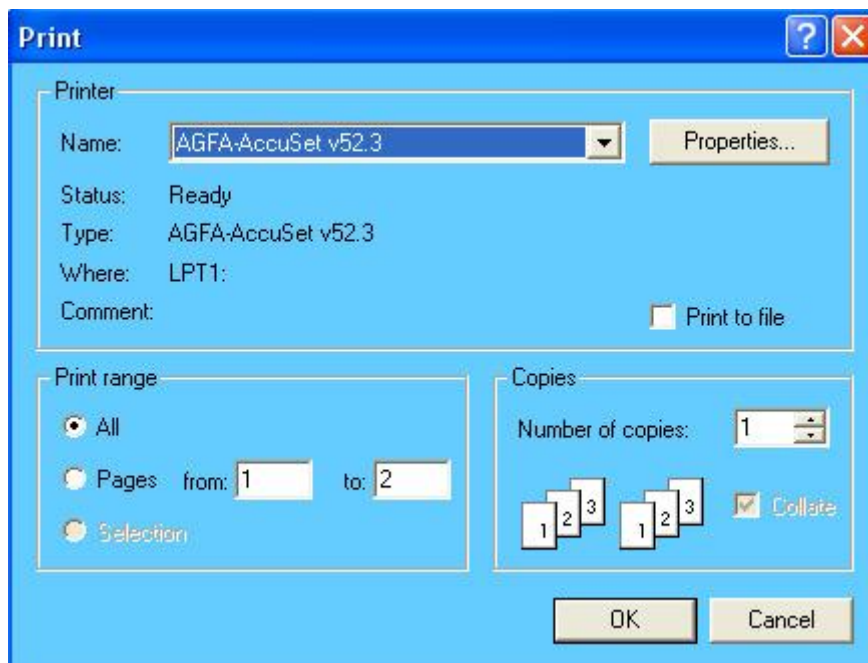 Print
Printer
Name: AGFA-AccuSet v52.3 Properties...
Status: Ready
Type: AGFA-AccuSet v52.3
Where: LPT1:
Comment: Print to file
Print range
All
Pages from: 1 to: 2
Selection
Copies
Number of copies: 1
1 2 3 1 2 3 Collate
OK Cancel